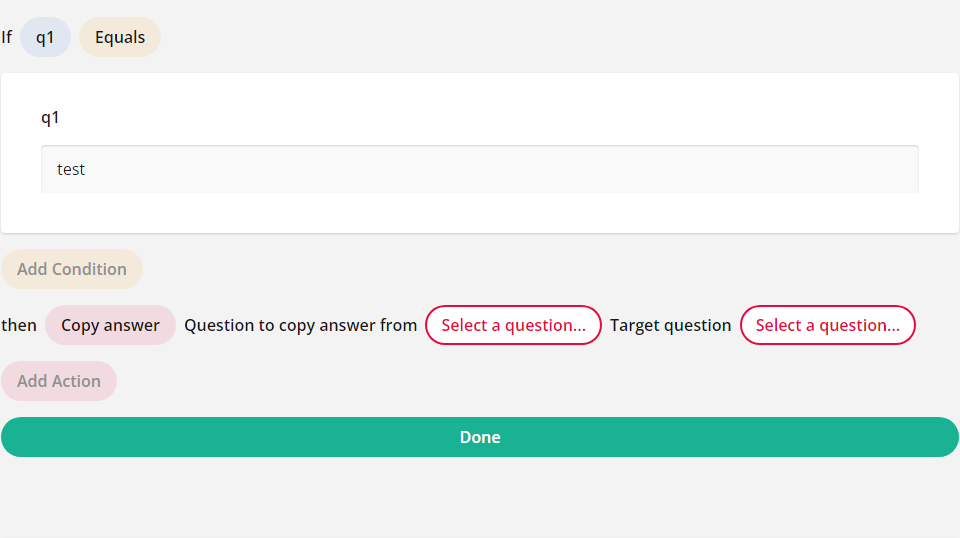 If q1 Equals
q1
test
Add Condition
then Copy answer Question to copy answer from Select a question... Target question Select a question...
Add Action
Done